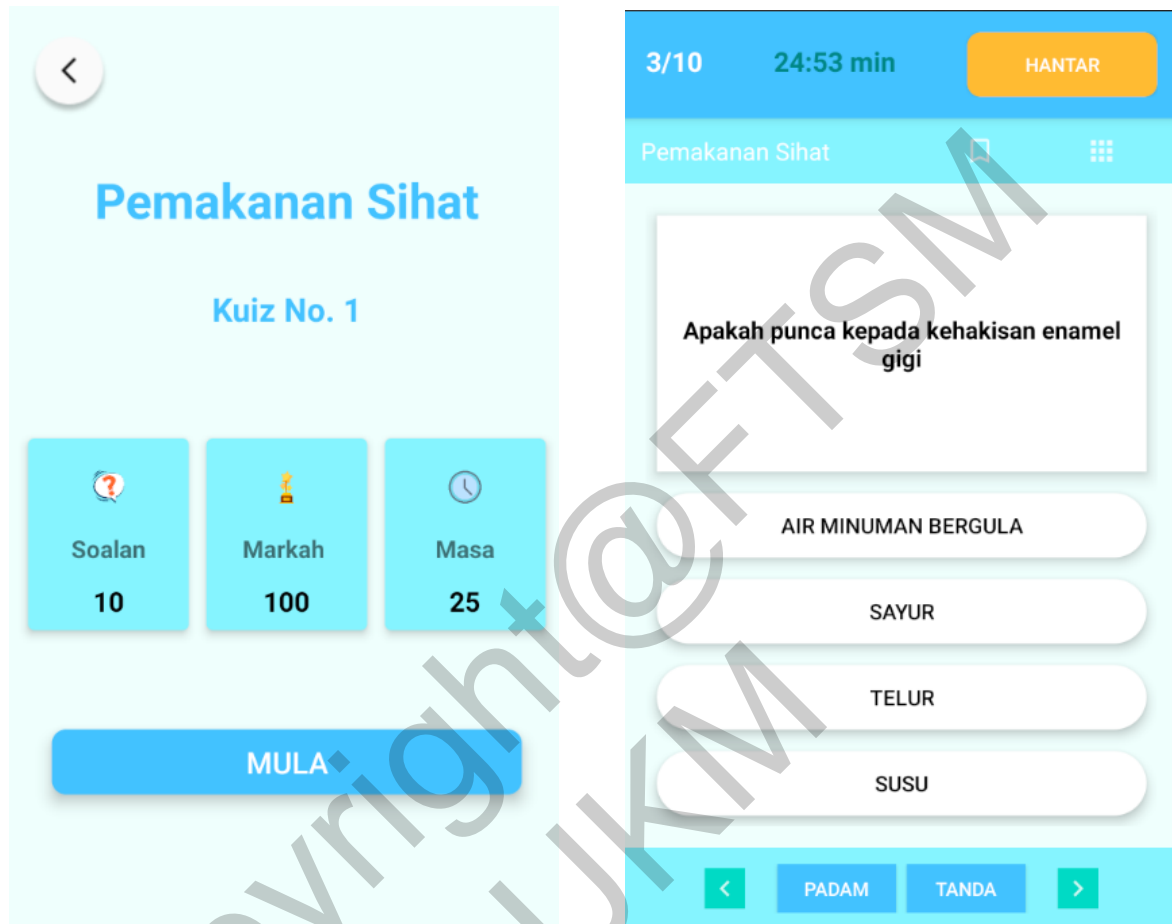 Pemakanan Sihat
Kuiz No. 1
Soalan
10
Markah
100
Masa
25
MULA
3/10
24:53 min
HANTAR
Pemakanan Sihat
Apakah punca kepada kehakisan enamel
gigi
AIR MINUMAN BERGULA
SAYUR
TELUR
SUSU
PADAM
TANDA
@FTSM
UKM